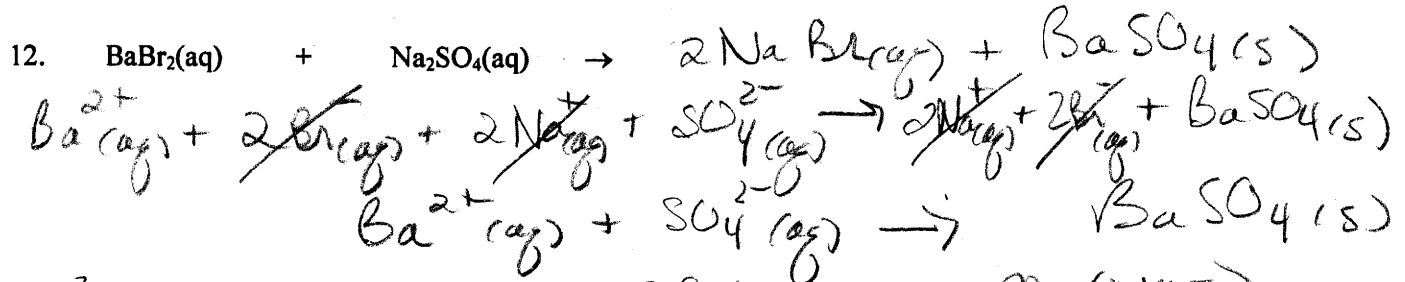 12. BaBr₂(aq) + Na₂SO₄(aq) → 2NaBr(aq) + BaSO₄(s)
Ba²⁺(aq) + 2Br⁻(aq) + 2Na⁺(aq) + SO₄²⁻(aq) → 2Na⁺(aq) + 2Br⁻(aq) + BaSO₄(s)
Ba²⁺(aq) + SO₄²⁻(aq) → BaSO₄(s)